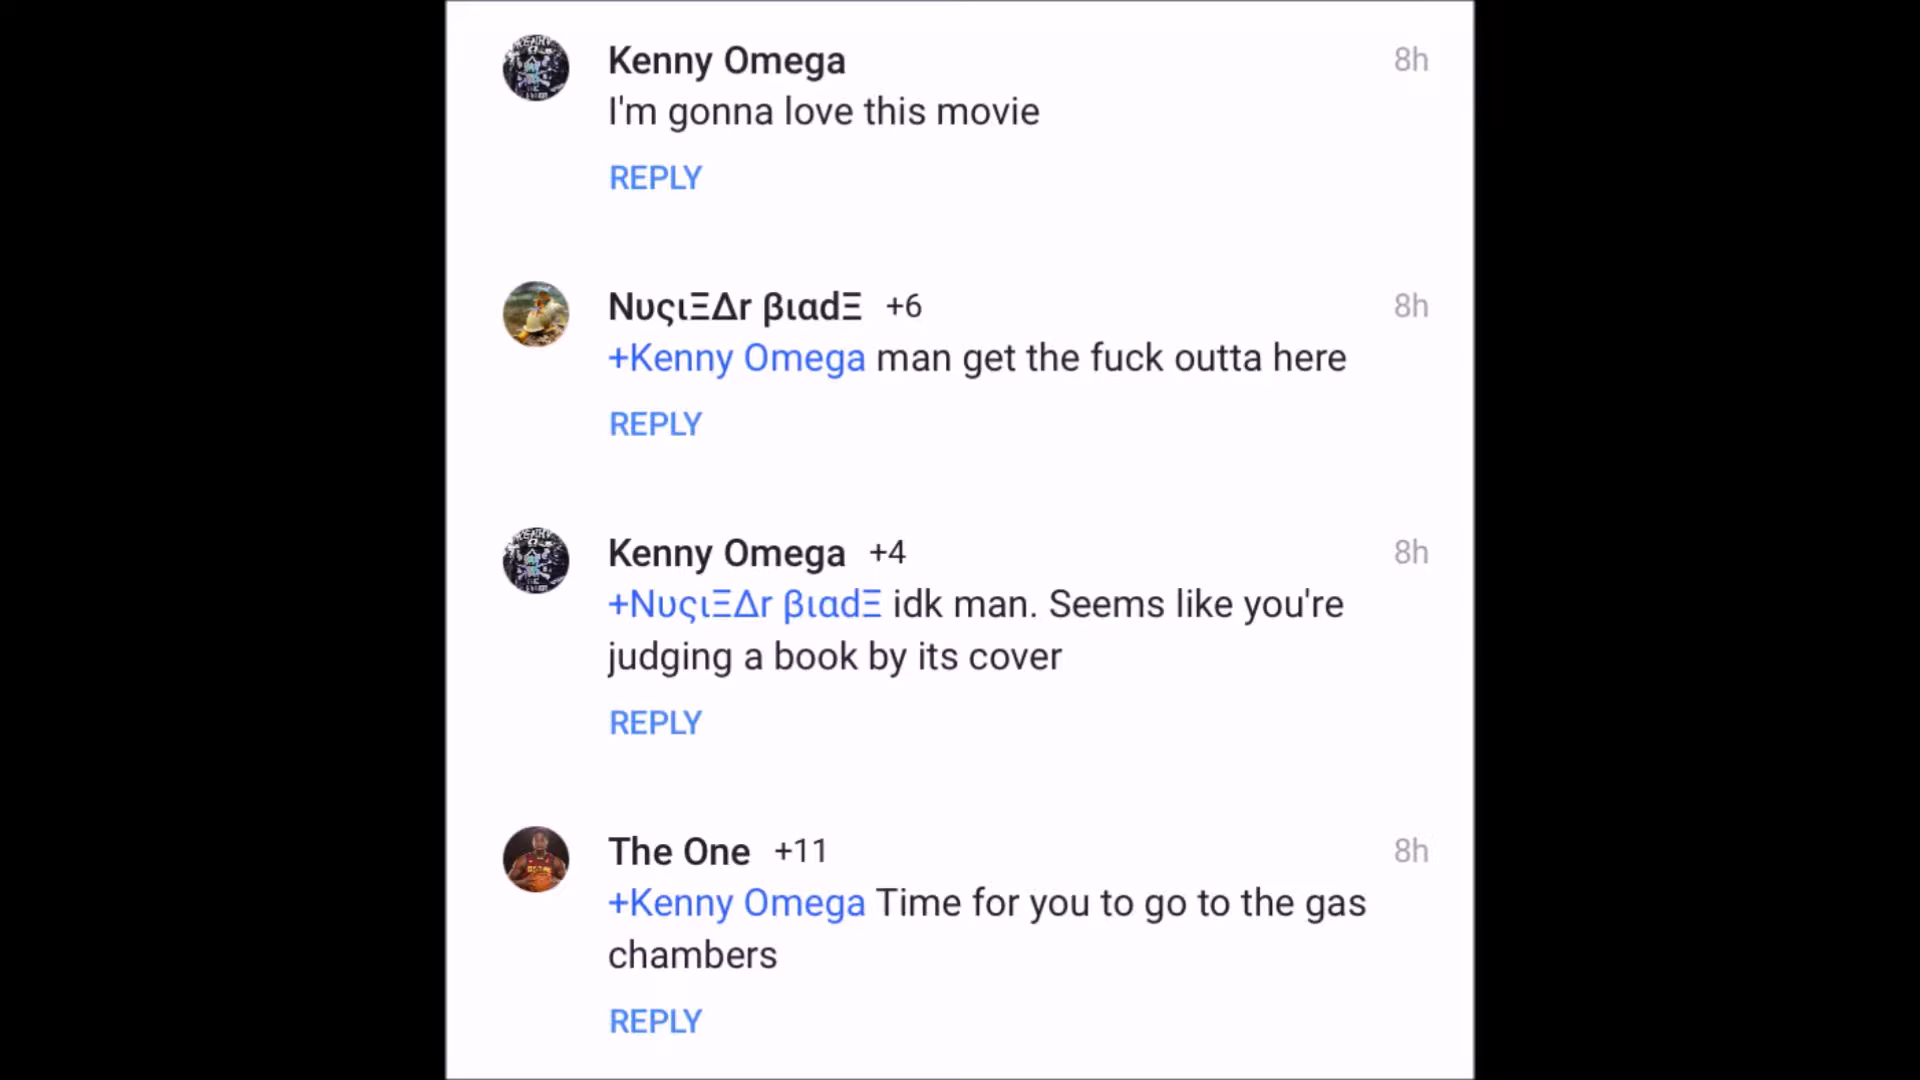 Kenny Omega 8h
I'm gonna love this movie
REPLY
NυςιΞΔr βιαdΞ +6 8h
+Kenny Omega man get the fuck outta here
REPLY
Kenny Omega +4 8h
+NυςιΞΔr βιαdΞ idk man. Seems like you're
judging a book by its cover
REPLY
The One +11 8h
+Kenny Omega Time for you to go to the gas
chambers
REPLY